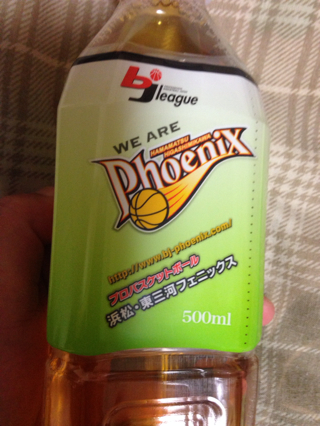 bj league
WE ARE
HAMAMATSU HIGASHIMIKAWA
Phoenix
http://www.bj-phoenix.com/
プロバスケットボール
浜松・東三河フェニックス
500ml